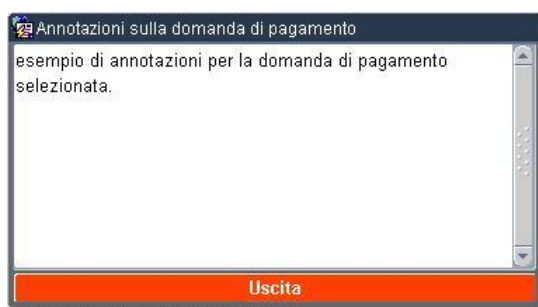 Annotazioni sulla domanda di pagamento
esempio di annotazioni per la domanda di pagamento
selezionata.
Uscita